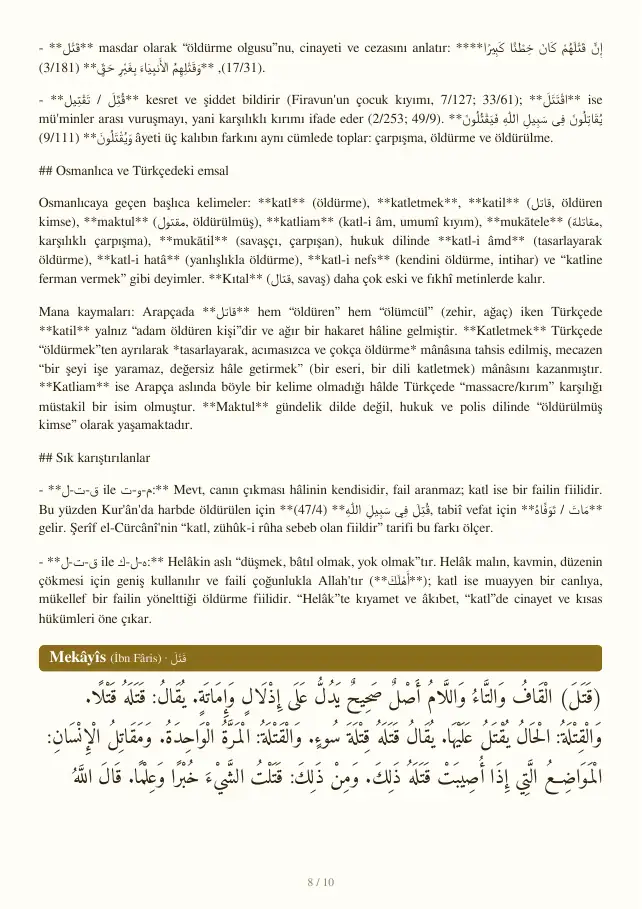 - **قَتْل** masdar olarak “öldürme olgusu”nu, cinayeti ve cezasını anlatır: **إِنَّ قَتْلَهُمْ كَانَ خِطْئًا كَبِيرًا**
(17/31), **وَقَتْلِهِمُ الْأَنبِيَاءَ بِغَيْرِ حَقٍّ** (3/181).
- **قُتِّلَ / تَقْتِيل** kesret ve şiddet bildirir (Firavun'un çocuk kıyımı, 7/127; 33/61); **اقْتَتَلَ** ise
mü'minler arası vuruşmayı, yani karşılıklı kırımı ifade eder (2/253; 49/9). **يُقَاتِلُونَ فِي سَبِيلِ اللَّهِ فَيَقْتُلُونَ
وَيُقْتَلُونَ** (9/111) âyeti üç kalıbın farkını aynı cümlede toplar: çarpışma, öldürme ve öldürülme.
## Osmanlıca ve Türkçedeki emsal
Osmanlıcaya geçen başlıca kelimeler: **katl** (öldürme), **katletmek**, **katil** (قاتل, öldüren
kimse), **maktul** (مقتول, öldürülmüş), **katliam** (katl-i âm, umumî kıyım), **mukātele** (مقاتلة,
karşılıklı çarpışma), **mukātil** (savaşçı, çarpışan), hukuk dilinde **katl-i âmd** (tasarlayarak
öldürme), **katl-i hatâ** (yanlışlıkla öldürme), **katl-i nefs** (kendini öldürme, intihar) ve “katline
ferman vermek” gibi deyimler. **Kıtal** (قتال, savaş) daha çok eski ve fıkhî metinlerde kalır.
Mana kaymaları: Arapçada **قاتل** hem “öldüren” hem “ölümcül” (zehir, ağaç) iken Türkçede
**katil** yalnız “adam öldüren kişi”dir ve ağır bir hakaret hâline gelmiştir. **Katletmek** Türkçede
“öldürmek”ten ayrılarak *tasarlayarak, acımasızca ve çokça öldürme* mânâsına tahsis edilmiş, mecazen
“bir şeyi işe yaramaz, değersiz hâle getirmek” (bir eseri, bir dili katletmek) mânâsını kazanmıştır.
**Katliam** ise Arapça aslında böyle bir kelime olmadığı hâlde Türkçede “massacre/kırım” karşılığı
müstakil bir isim olmuştur. **Maktul** gündelik dilde değil, hukuk ve polis dilinde “öldürülmüş
kimse” olarak yaşamaktadır.
## Sık karıştırılanlar
- **ق-ت-ل ile م-و-ت:** Mevt, canın çıkması hâlinin kendisidir, fail aranmaz; katl ise bir failin fiilidir.
Bu yüzden Kur'ân'da harbde öldürülen için **قُتِلَ فِي سَبِيلِ اللَّهِ** (47/4), tabiî vefat için **مَاتَ / تَوَفَّاهُ**
gelir. Şerîf el-Cürcânî'nin “katl, zühûk-i rûha sebeb olan fiildir” tarifi bu farkı ölçer.
- **ق-ت-ل ile ه-ل-ك:** Helâkin aslı “düşmek, bâtıl olmak, yok olmak”tır. Helâk malın, kavmin, düzenin
çökmesi için geniş kullanılır ve faili çoğunlukla Allah'tır (**أَهْلَكَ**); katl ise muayyen bir canlıya,
mükellef bir failin yönelttiği öldürme fiilidir. “Helâk”te kıyamet ve âkıbet, “katl”de cinayet ve kısas
hükümleri öne çıkar.
Mekâyîs (İbn Fâris) · قَتَلَ
(قَتَلَ) الْقَافُ وَالتَّاءُ وَاللَّامُ أَصْلٌ صَحِيحٌ يَدُلُّ عَلَى إِذْلَالٍ وَإِمَاتَةٍ. يُقَالُ: قَتَلَهُ قَتْلًا.
وَالْقِتْلَةُ: الْحَالُ يُقْتَلُ عَلَيْهَا. يُقَالُ قَتَلَهُ قِتْلَةَ سُوءٍ. وَالْقَتْلَةُ: الْمَرَّةُ الْوَاحِدَةُ. وَمَقَاتِلُ الْإِنْسَانِ:
الْمَوَاضِعُ الَّتِي إِذَا أُصِيبَتْ قَتَلَهُ ذَلِكَ. وَمِنْ ذَلِكَ: قَتَلْتُ الشَّيْءَ خُبْرًا وَعِلْمًا. قَالَ اللَّهُ
8 / 10